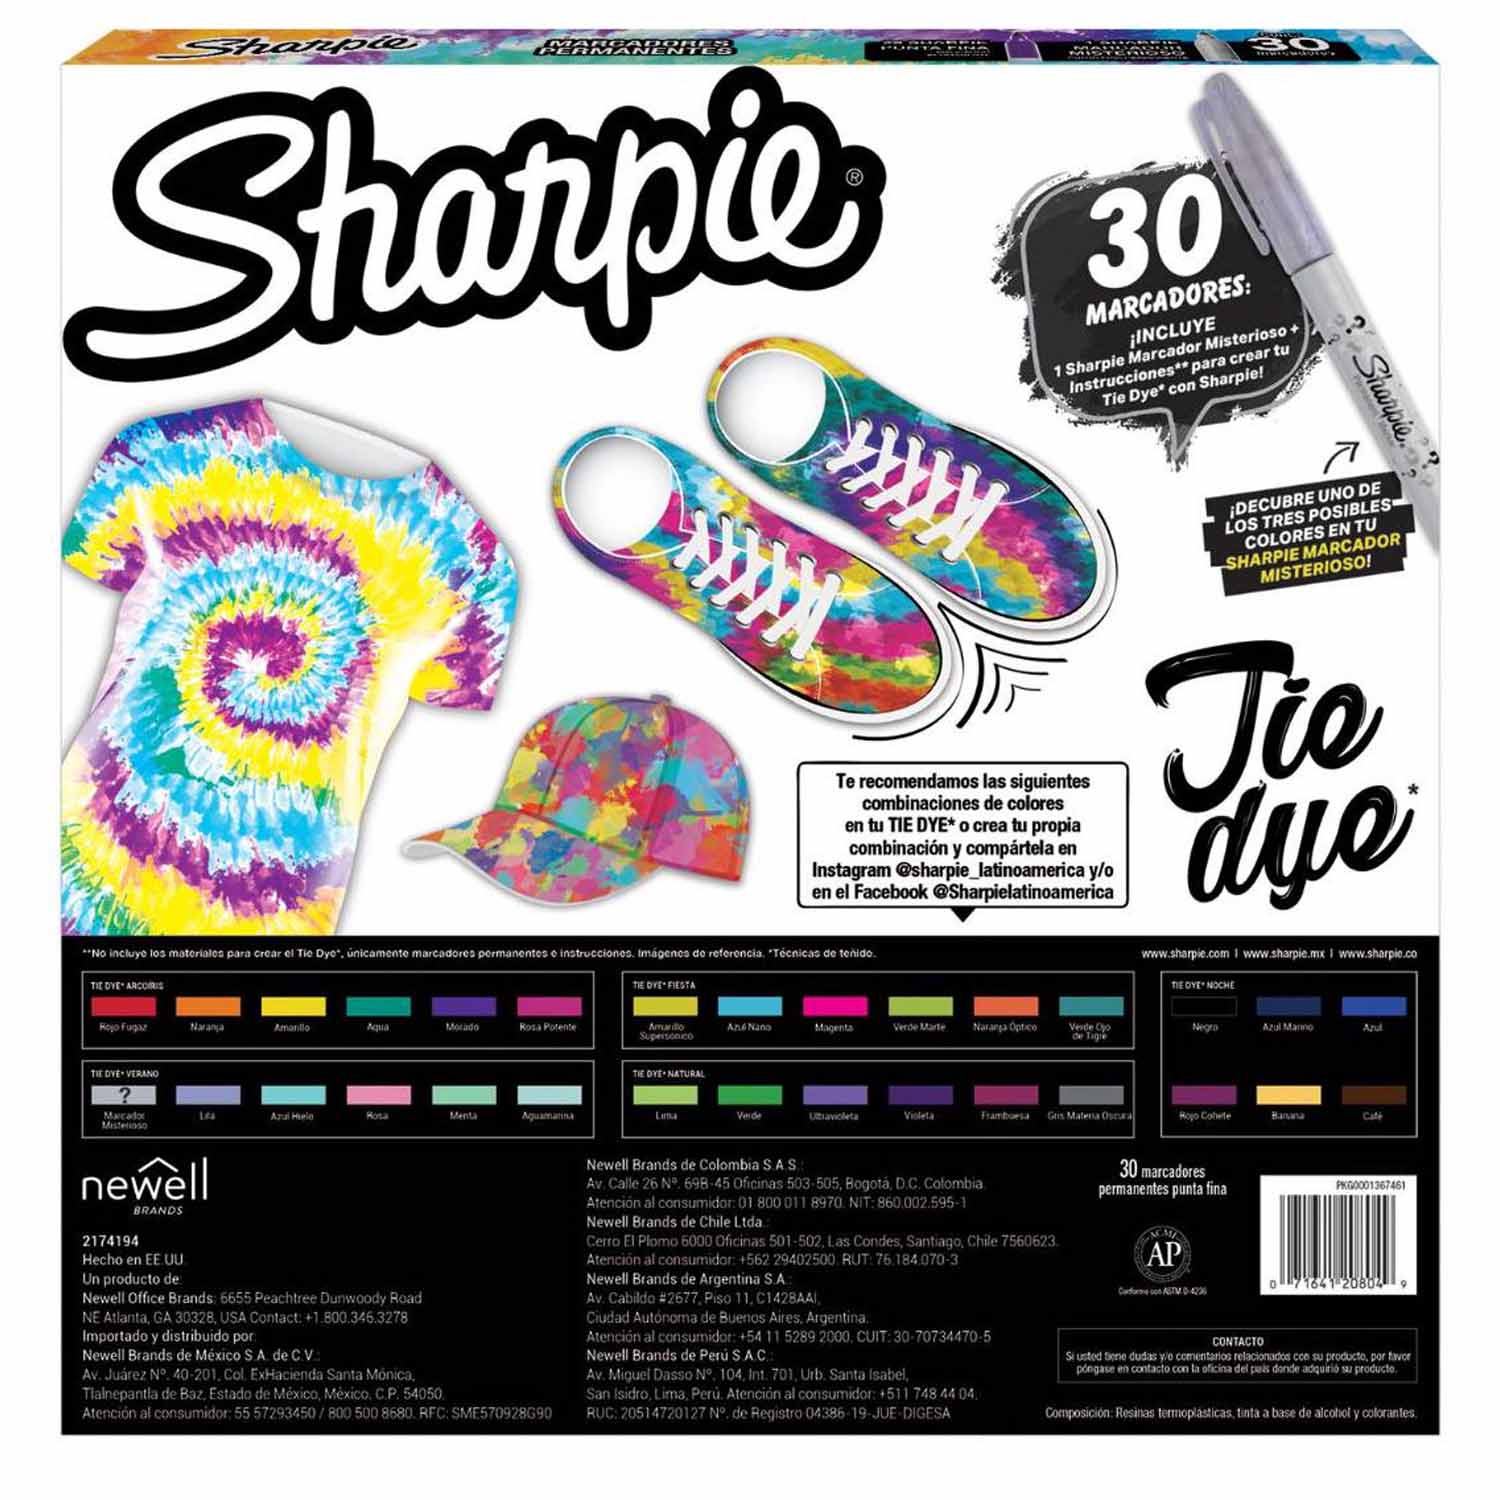 Sharpie
MARCADORES
PERMANENTES
PUNTA FINA
MARCADOR
MISTERIOSO
30
Sharpie®
30
MARCADORES:
¡INCLUYE
1 Sharpie Marcador Misterioso +
Instrucciones** para crear tu
Tie Dye* con Sharpie!
Sharpie.
¡DECUBRE UNO DE
LOS TRES POSIBLES
COLORES EN TU
SHARPIE MARCADOR
MISTERIOSO!
Tie
dye*
Te recomendamos las siguientes
combinaciones de colores
en tu TIE DYE* o crea tu propia
combinación y compártela en
Instagram @sharpie_latinoamerica y/o
en el Facebook @Sharpielatinoamerica
**No incluye los materiales para crear el Tie Dye*, únicamente marcadores permanentes e instrucciones. Imágenes de referencia. *Técnicas de teñido.
www.sharpie.com | www.sharpie.mx | www.sharpie.co
TIE DYE* ARCOÍRIS
Rojo Fugaz Naranja Amarillo Aqua Morado Rosa Potente
TIE DYE* FIESTA
Amarillo Supersónico Azul Nano Magenta Verde Marte Naranja Óptico Verde Ojo de Tigre
TIE DYE* NOCHE
Negro Azul Marino Azul
Rojo Cohete Banana Café
TIE DYE* VERANO
?
Marcador Misterioso Lila Azul Hielo Rosa Menta Aguamarina
TIE DYE* NATURAL
Lima Verde Ultravioleta Violeta Frambuesa Gris Materia Oscura
newell
BRANDS
2174194
Hecho en EE.UU.
Un producto de:
Newell Office Brands: 6655 Peachtree Dunwoody Road
NE Atlanta, GA 30328, USA Contact: +1.800.346.3278
Importado y distribuido por:
Newell Brands de México S.A. de C.V.:
Av. Juárez Nº. 40-201, Col. ExHacienda Santa Mónica,
Tlalnepantla de Baz, Estado de México, México, C.P. 54050.
Atención al consumidor: 55 57293450 / 800 500 8680. RFC: SME570928G90
Newell Brands de Colombia S.A.S.:
Av. Calle 26 Nº. 69B-45 Oficinas 503-505, Bogotá, D.C. Colombia.
Atención al consumidor: 01 800 011 8970. NIT: 860.002.595-1
Newell Brands de Chile Ltda.:
Cerro El Plomo 6000 Oficinas 501-502, Las Condes, Santiago, Chile 7560623.
Atención al consumidor: +562 29402500. RUT: 76.184.070-3
Newell Brands de Argentina S.A.:
Av. Cabildo #2677, Piso 11, C1428AAI,
Ciudad Autónoma de Buenos Aires, Argentina.
Atención al consumidor: +54 11 5289 2000. CUIT: 30-70734470-5
Newell Brands de Perú S.A.C.:
Av. Miguel Dasso Nº. 104, Int. 701, Urb. Santa Isabel,
San Isidro, Lima, Perú. Atención al consumidor: +511 748 44 04.
RUC: 20514720127 Nº. de Registro 04386-19-JUE-DIGESA
30 marcadores
permanentes punta fina
ACMI
AP
Conforme con ASTM D-4236
PKG0001367461
0 71641 20804 9
CONTACTO
Si usted tiene dudas y/o comentarios relacionados con su producto, por favor
póngase en contacto con la oficina del país donde adquirió su producto.
Composición: Resinas termoplásticas, tinta a base de alcohol y colorantes.